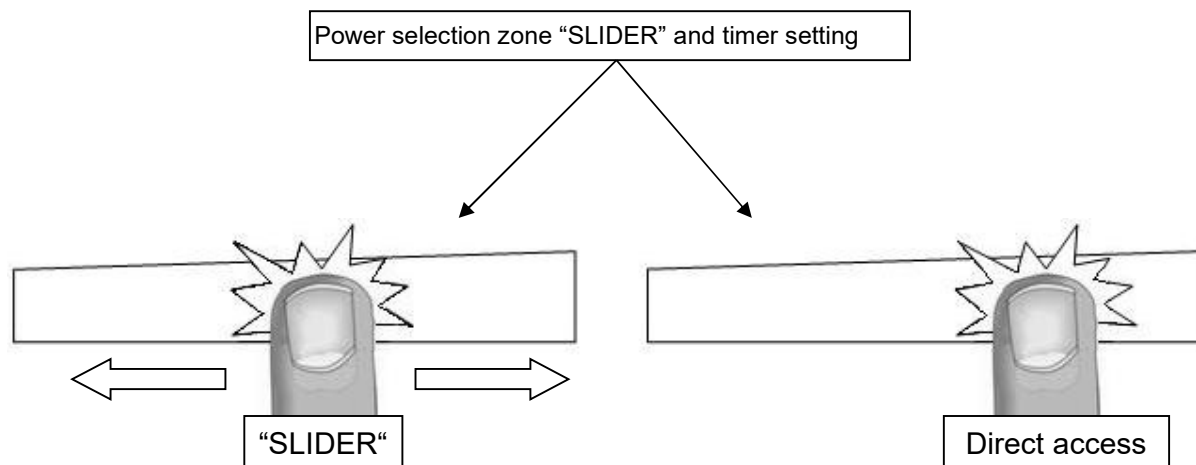 Power selection zone “SLIDER” and timer setting
“SLIDER“
Direct access